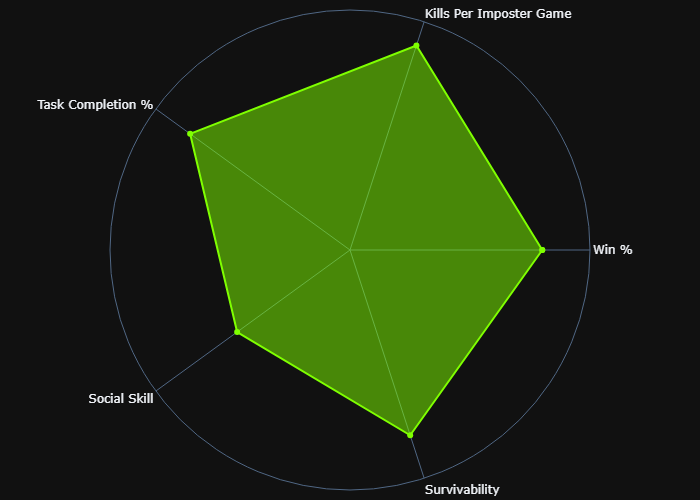 Kills Per Imposter Game
Task Completion %
Win %
Social Skill
Survivability